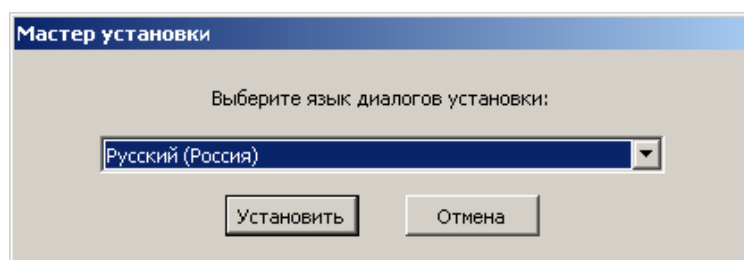 Мастер установки
Выберите язык диалогов установки:
Русский (Россия)
Установить Отмена